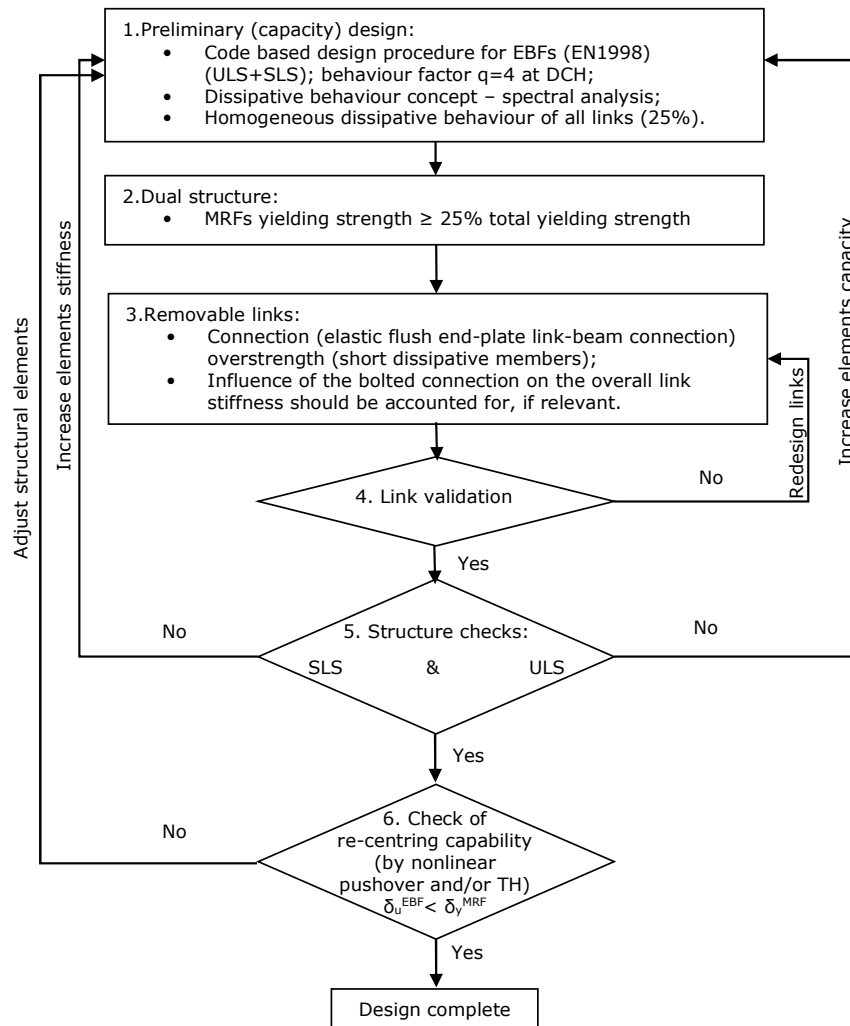 1.Preliminary (capacity) design:
• Code based design procedure for EBFs (EN1998)
(ULS+SLS); behaviour factor q=4 at DCH;
• Dissipative behaviour concept – spectral analysis;
• Homogeneous dissipative behaviour of all links (25%).
2.Dual structure:
• MRFs yielding strength ≥ 25% total yielding strength
3.Removable links:
• Connection (elastic flush end-plate link-beam connection)
overstrength (short dissipative members);
• Influence of the bolted connection on the overall link
stiffness should be accounted for, if relevant.
4. Link validation
No
Redesign links
Yes
5. Structure checks:
SLS & ULS
No
Increase elements stiffness
No
Increase elements capacity
Yes
6. Check of
re-centring capability
(by nonlinear
pushover and/or TH)
δᵤᴱᴮᶠ< δᵧᴹᴿᶠ
No
Adjust structural elements
Yes
Design complete